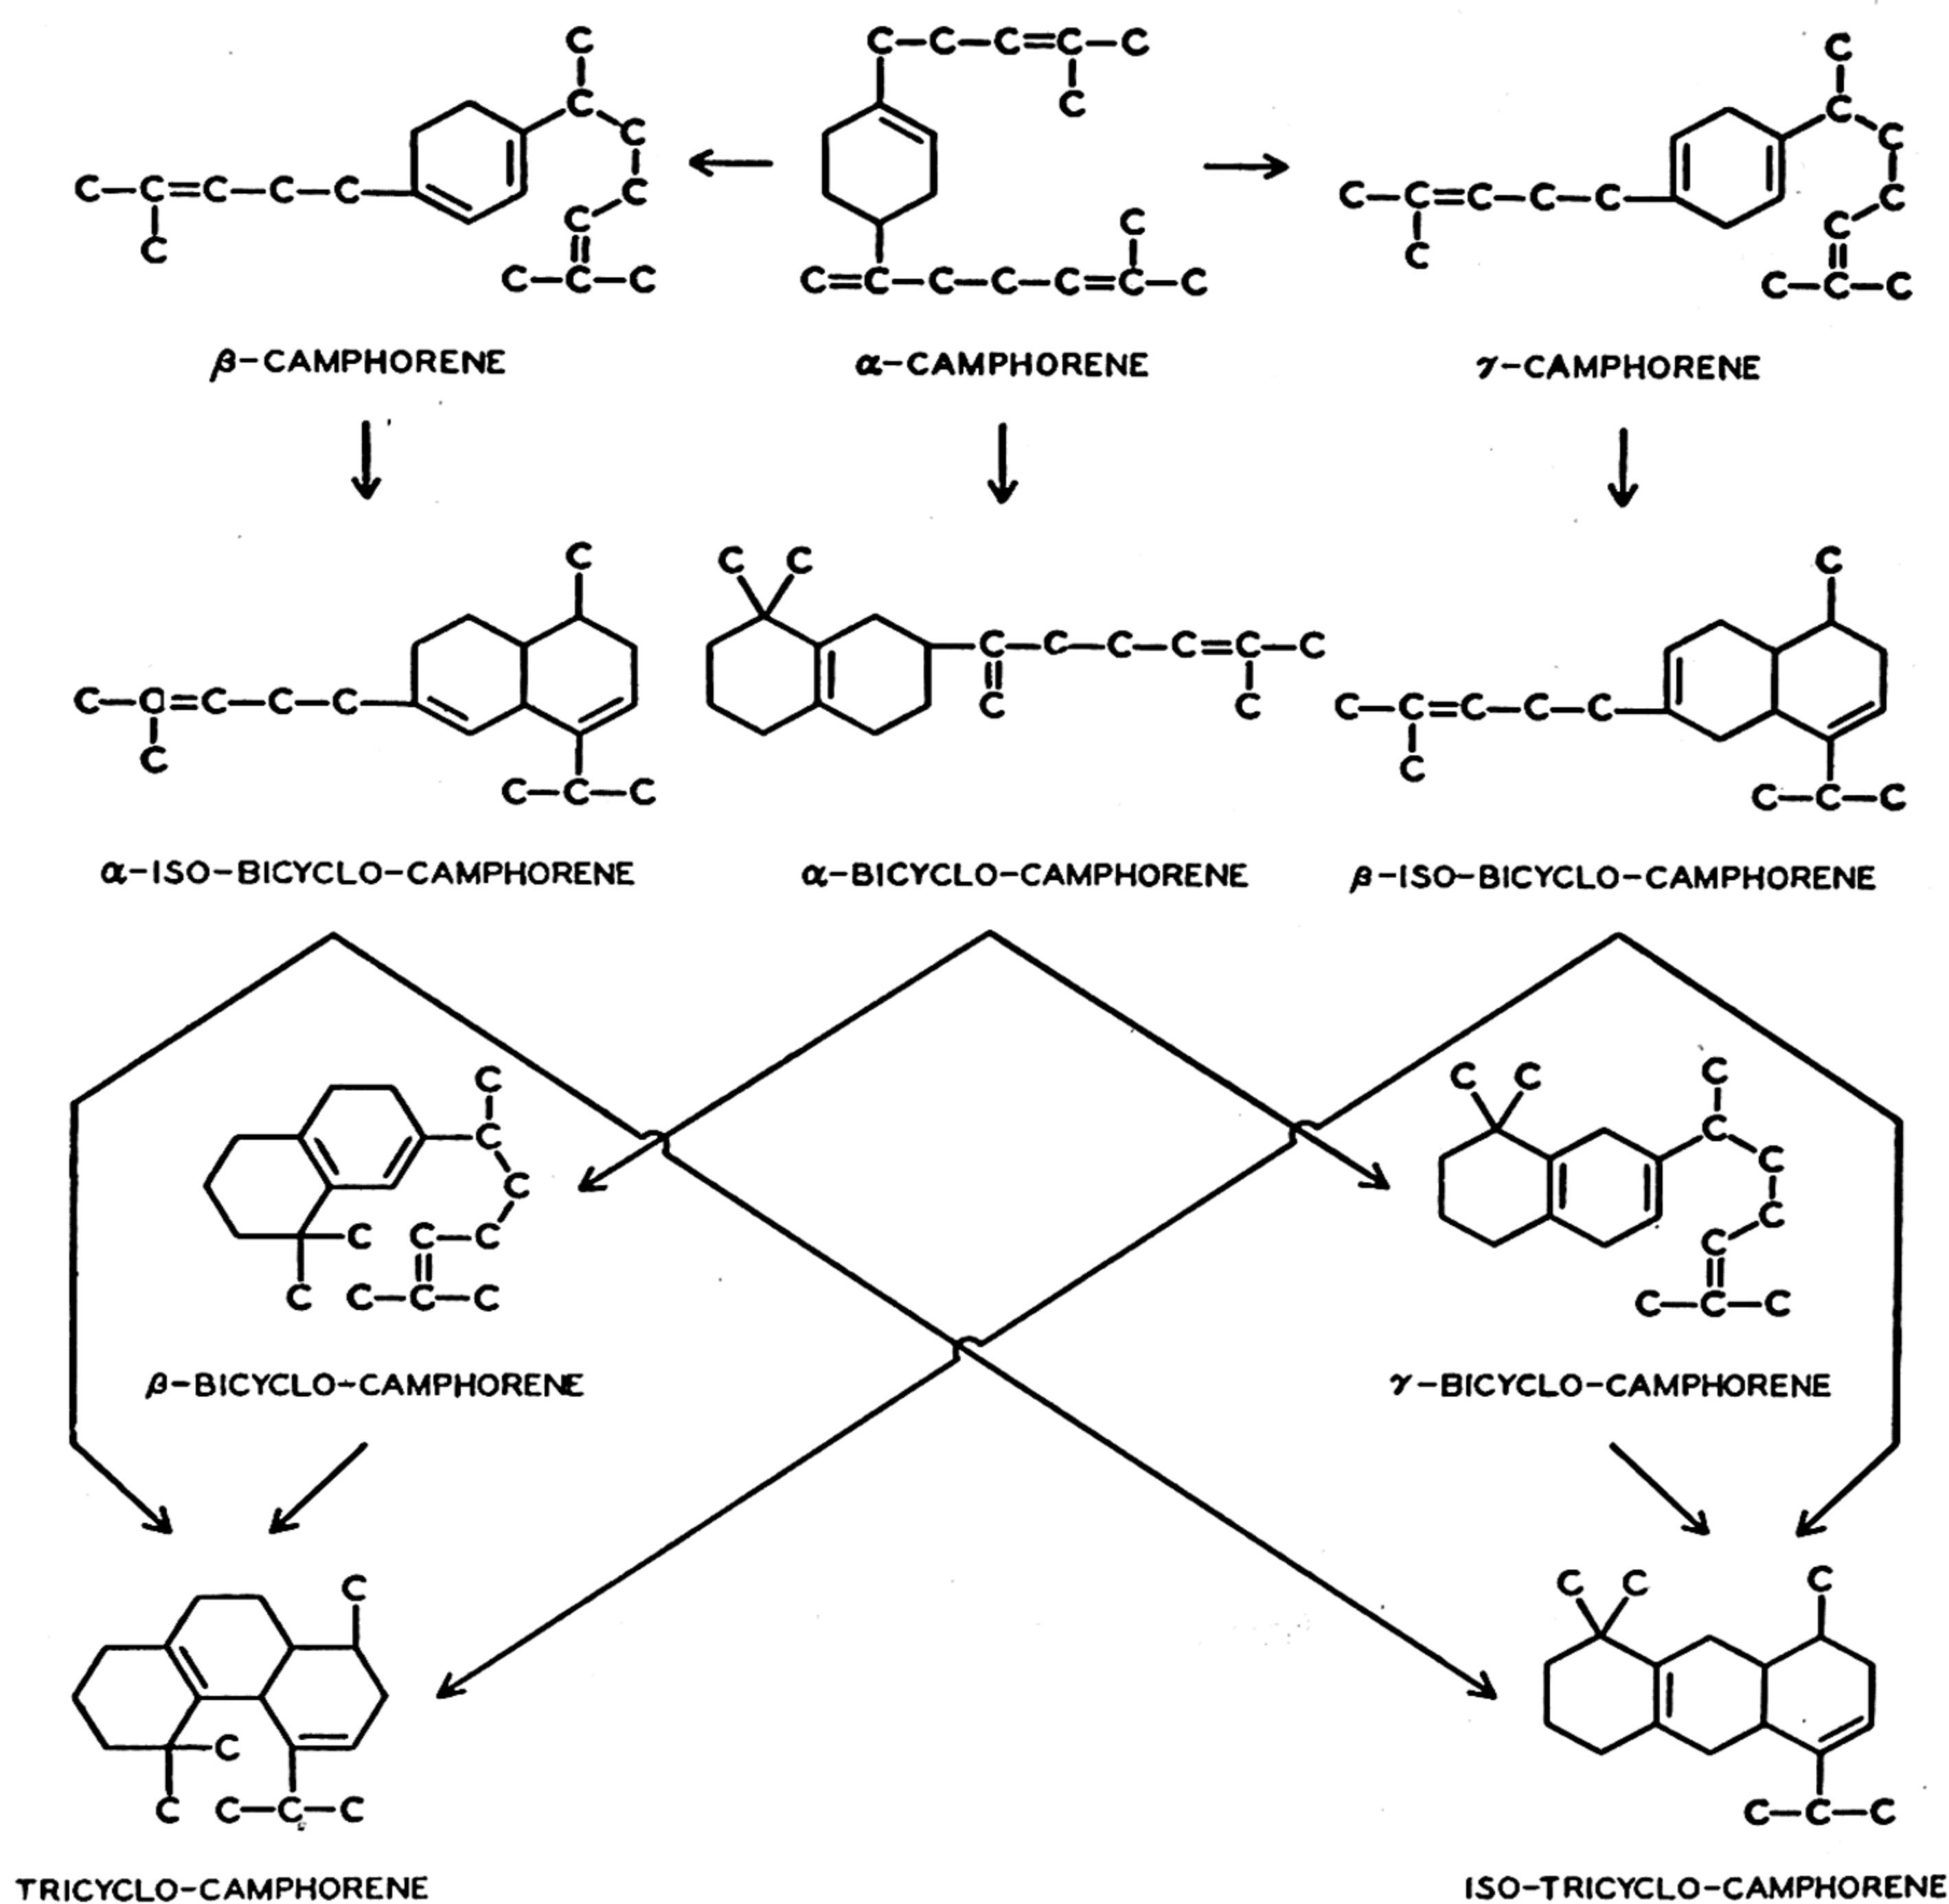 β-CAMPHORENE
α-CAMPHORENE
γ-CAMPHORENE
α-ISO-BICYCLO-CAMPHORENE
α-BICYCLO-CAMPHORENE
β-ISO-BICYCLO-CAMPHORENE
β-BICYCLO-CAMPHORENE
γ-BICYCLO-CAMPHORENE
TRICYCLO-CAMPHORENE
ISO-TRICYCLO-CAMPHORENE